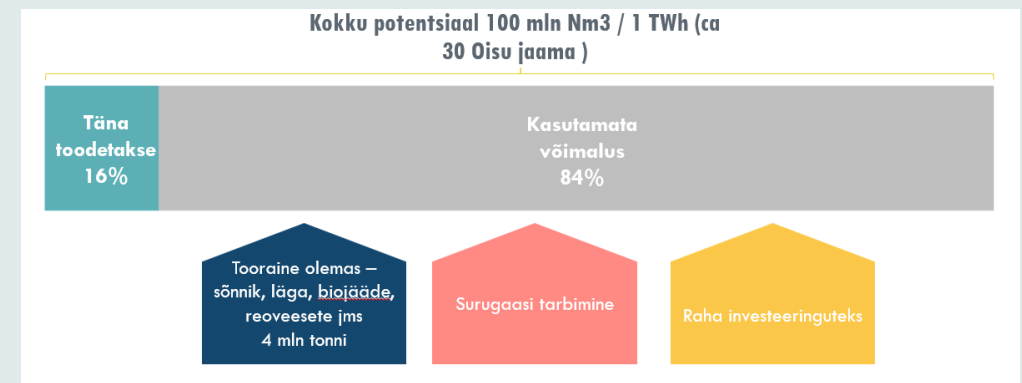 Kokku potentsiaal 100 mln Nm3 / 1 TWh (ca
30 Oisu jaama )
Täna
toodetakse
16%
Kasutamata
võimalus
84%
Tooraine olemas –
sõnnik, läga, biojääde,
reoveesete jms
4 mln tonni
Surugaasi tarbimine
Raha investeeringuteks